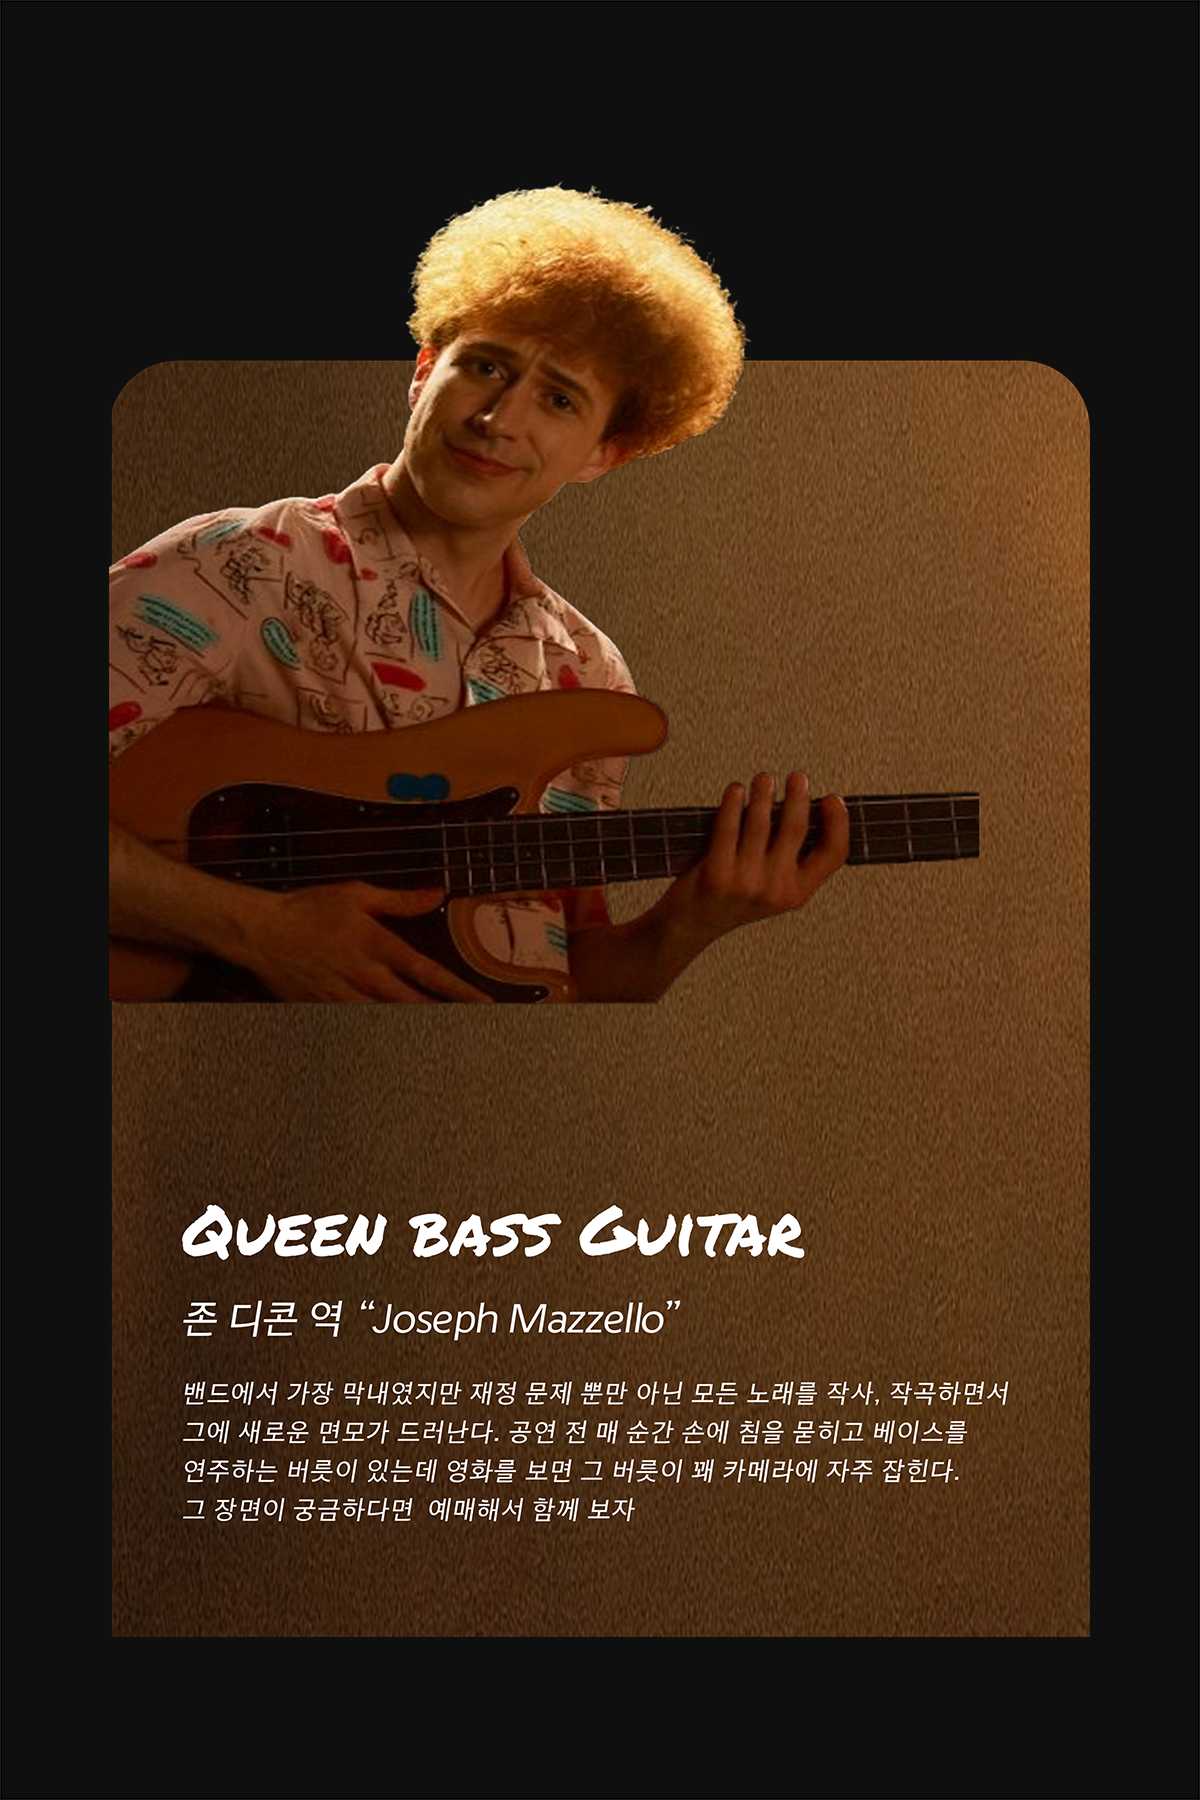 QUEEN BASS GUITAR
존 디콘 역 “Joseph Mazzello”
밴드에서 가장 막내였지만 재정 문제 뿐만 아닌 모든 노래를 작사, 작곡하면서
그에 새로운 면모가 드러난다. 공연 전 매 순간 손에 침을 묻히고 베이스를
연주하는 버릇이 있는데 영화를 보면 그 버릇이 꽤 카메라에 자주 잡힌다.
그 장면이 궁금하다면  예매해서 함께 보자